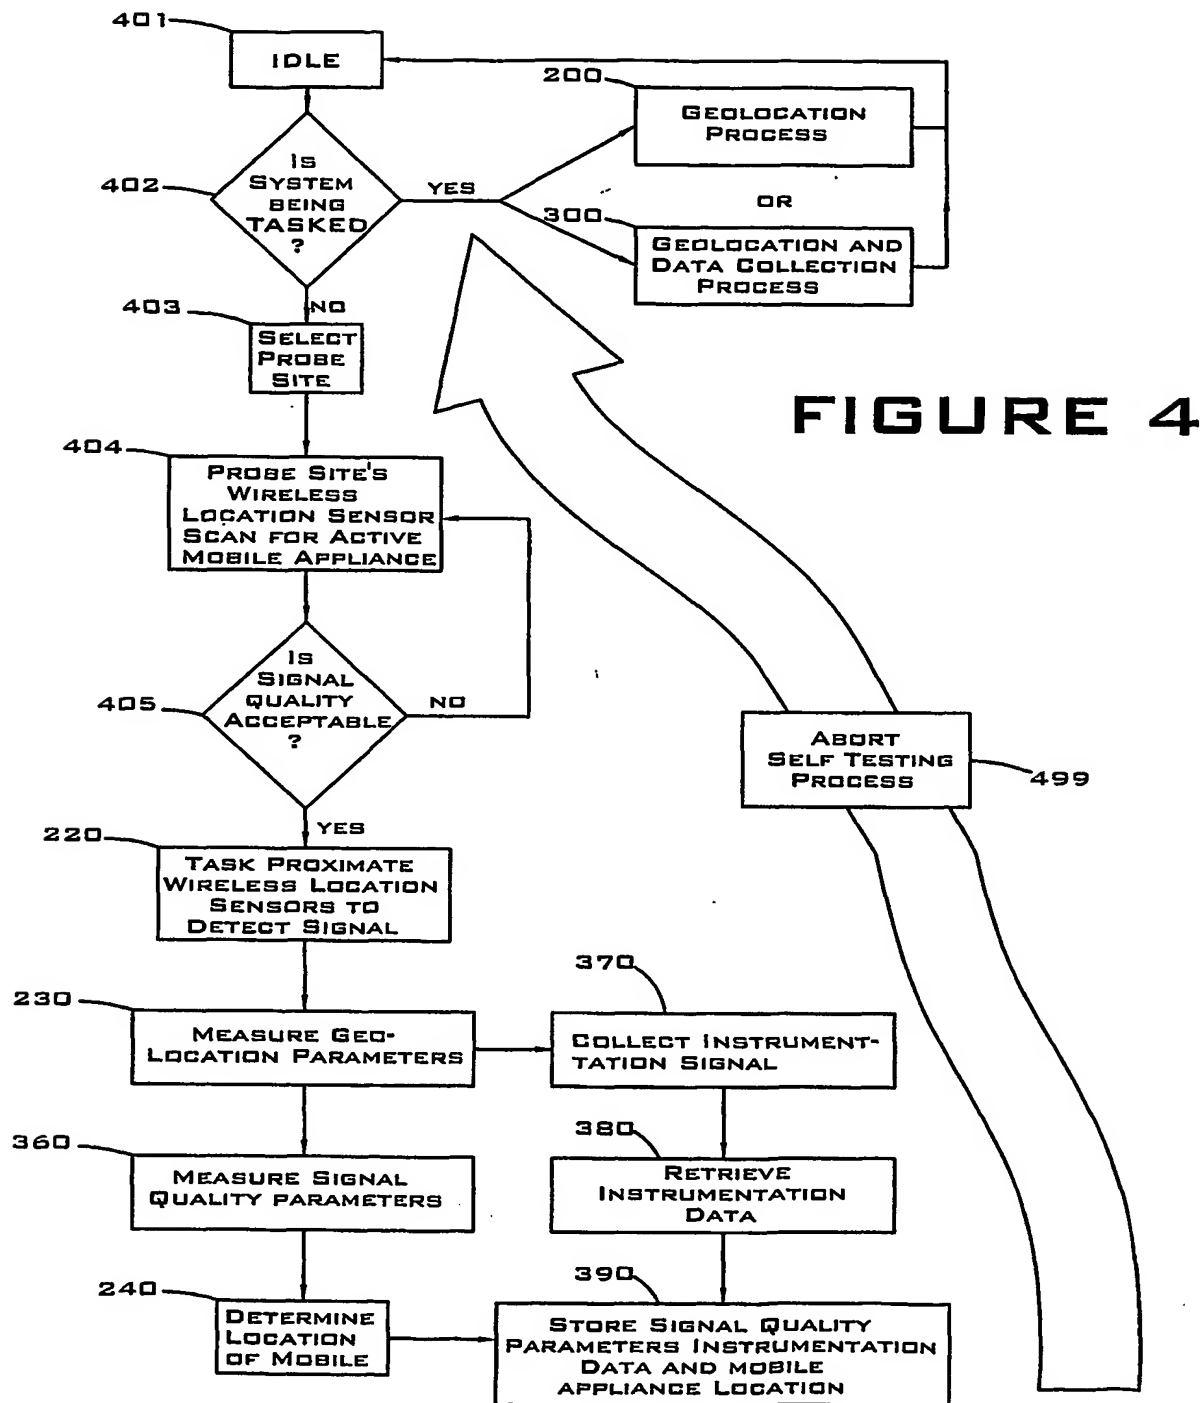 401
IDLE
200
GEOLOCATION
PROCESS
402
IS
SYSTEM
BEING
TASKED
?
YES
OR
300
GEOLOCATION AND
DATA COLLECTION
PROCESS
NO
403
SELECT
PROBE
SITE
FIGURE 4
404
PROBE SITE'S
WIRELESS
LOCATION SENSOR
SCAN FOR ACTIVE
MOBILE APPLIANCE
405
IS
SIGNAL
QUALITY
ACCEPTABLE
?
NO
ABORT
SELF TESTING
PROCESS
499
YES
220
TASK PROXIMATE
WIRELESS LOCATION
SENSORS TO
DETECT SIGNAL
230
MEASURE GEO-
LOCATION PARAMETERS
370
COLLECT INSTRUMENT-
TATION SIGNAL
360
MEASURE SIGNAL
QUALITY PARAMETERS
380
RETRIEVE
INSTRUMENTATION
DATA
240
DETERMINE
LOCATION
OF MOBILE
390
STORE SIGNAL QUALITY
PARAMETERS INSTRUMENTATION
DATA AND MOBILE
APPLIANCE LOCATION